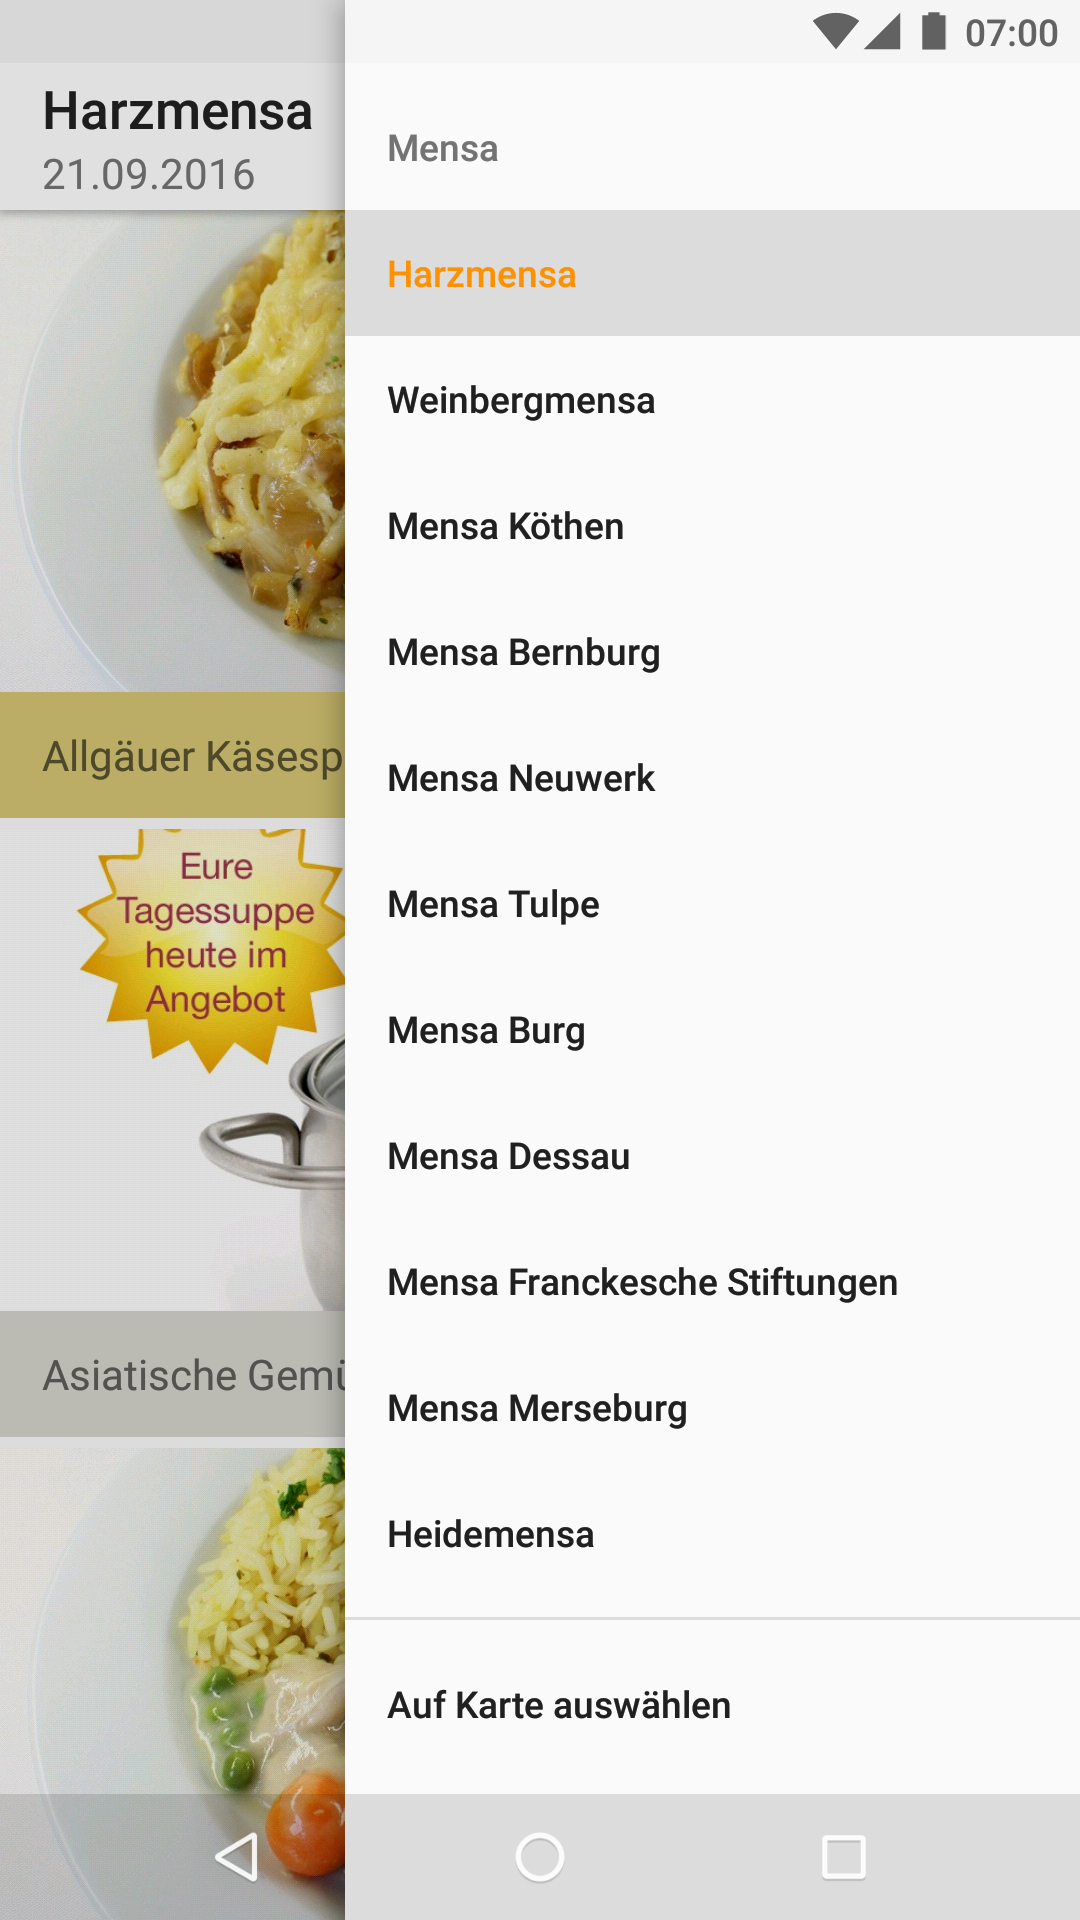 07:00
Harzmensa
21.09.2016
Allgäuer Käsesp
Eure
Tagessuppe
heute im
Angebot
Asiatische Gemü
Mensa
Harzmensa
Weinbergmensa
Mensa Köthen
Mensa Bernburg
Mensa Neuwerk
Mensa Tulpe
Mensa Burg
Mensa Dessau
Mensa Franckesche Stiftungen
Mensa Merseburg
Heidemensa
Auf Karte auswählen